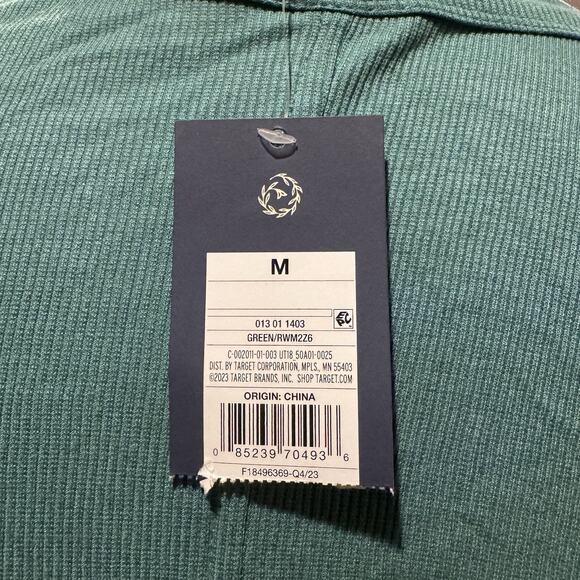 M
013 01 1403
GREEN/RWM2Z6
C-002011-01-003 UT18 50A01-0025
DIST. BY TARGET CORPORATION, MPLS., MN 55403
©2023 TARGET BRANDS, INC. SHOP TARGET.COM
ORIGIN: CHINA
0 85239 70493 6
F18496369-Q4/23